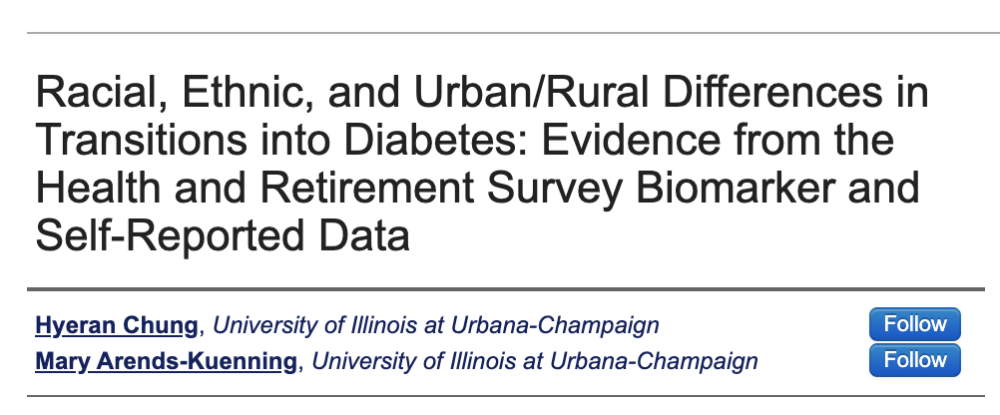 Racial, Ethnic, and Urban/Rural Differences in
Transitions into Diabetes: Evidence from the
Health and Retirement Survey Biomarker and
Self-Reported Data
Hyeran Chung, University of Illinois at Urbana-Champaign Follow
Mary Arends-Kuenning, University of Illinois at Urbana-Champaign Follow